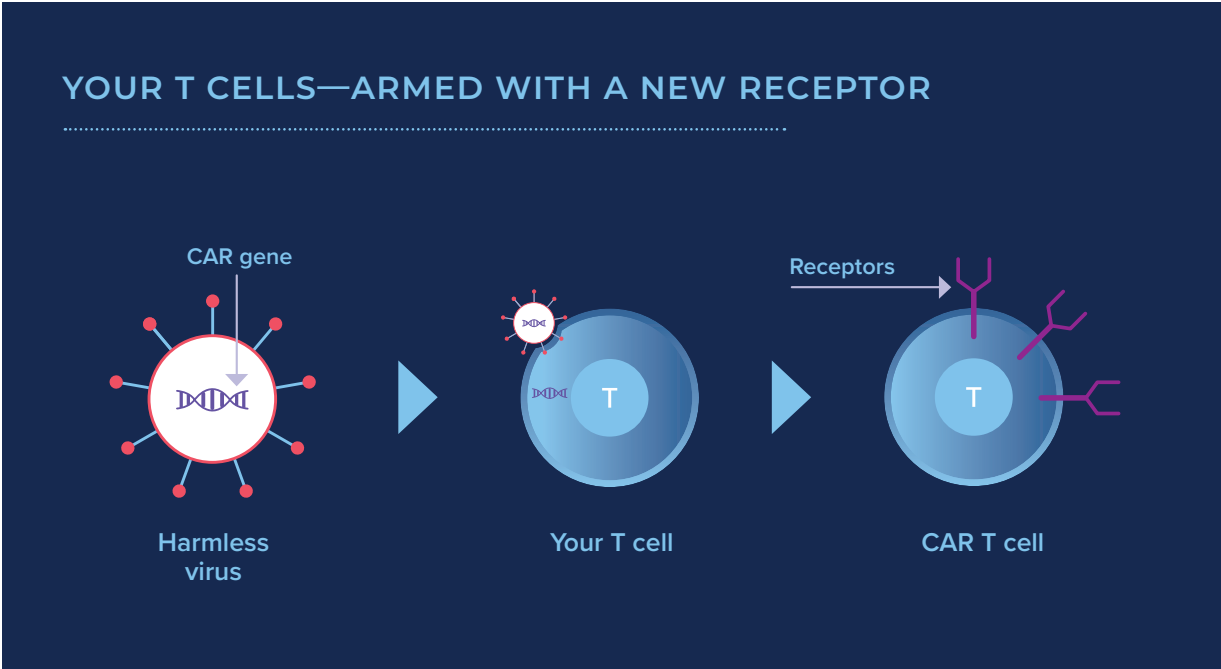 YOUR T CELLS—ARMED WITH A NEW RECEPTOR
CAR gene
Receptors
T
T
Harmless
virus
Your T cell
CAR T cell